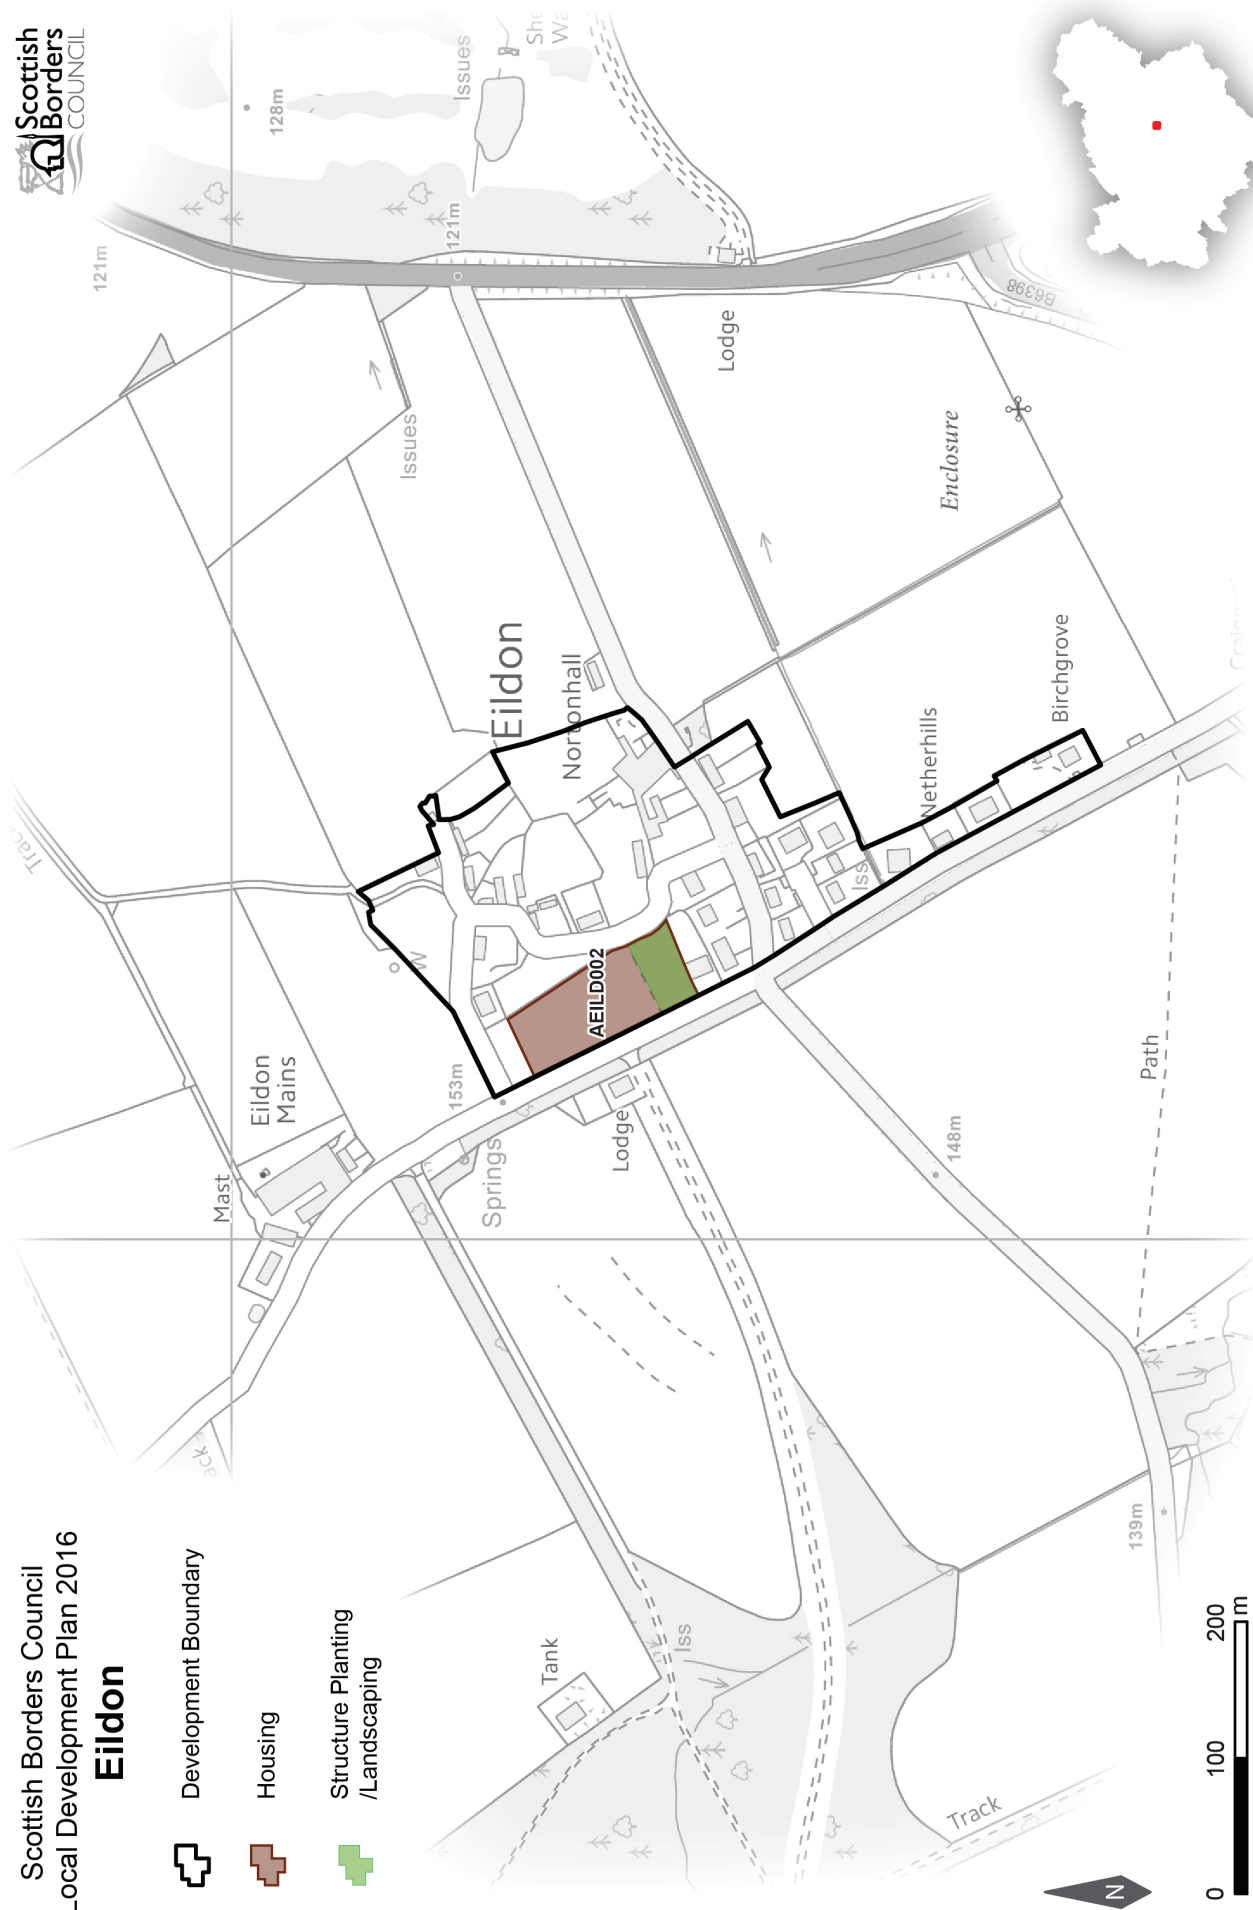 Scottish Borders Council
Local Development Plan 2016
Eildon
Development Boundary
Housing
Structure Planting
/Landscaping
Scottish
Borders
COUNCIL
121m
128m
Issues
121m
Issues
Lodge
B6398
Enclosure
Eildon
Nortonhall
Netherhills
Birchgrove
Iss
W
AEILD002
153m
Eildon
Mains
Mast
Springs
Lodge
Path
148m
139m
Tank
Iss
Track
N
0 100 200
m